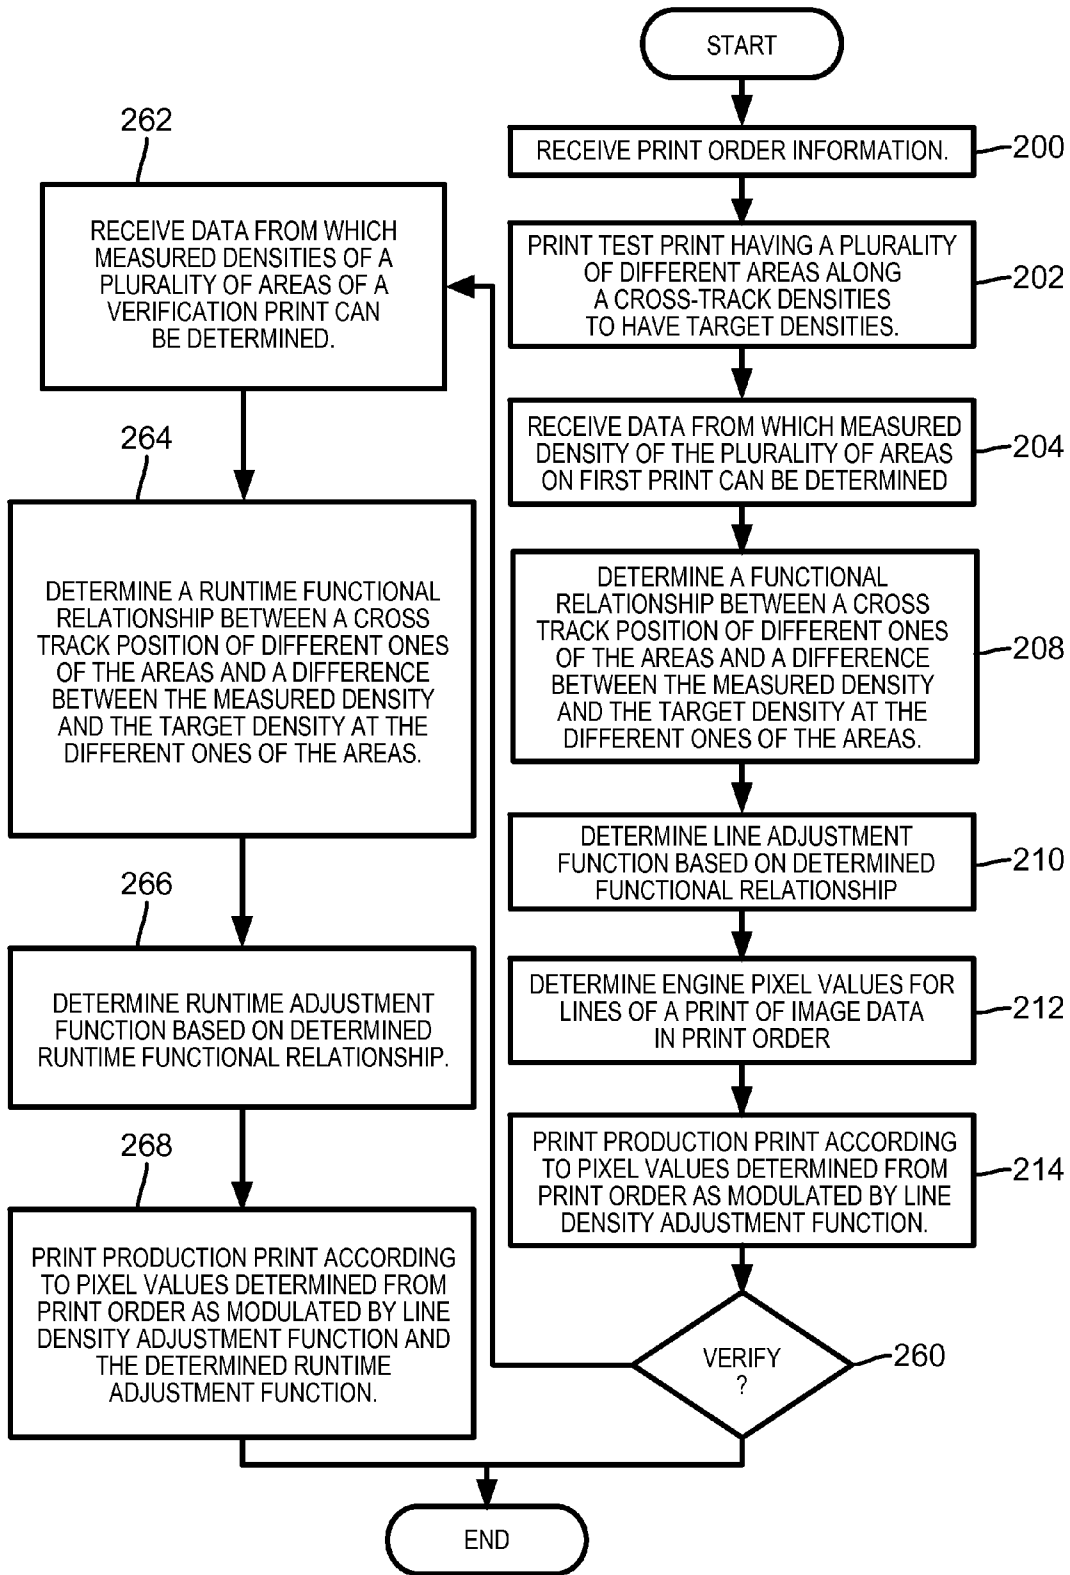 START
RECEIVE PRINT ORDER INFORMATION.
200
PRINT TEST PRINT HAVING A PLURALITY
OF DIFFERENT AREAS ALONG
A CROSS-TRACK DENSITIES
TO HAVE TARGET DENSITIES.
202
RECEIVE DATA FROM WHICH MEASURED
DENSITY OF THE PLURALITY OF AREAS
ON FIRST PRINT CAN BE DETERMINED
204
DETERMINE A FUNCTIONAL
RELATIONSHIP BETWEEN A CROSS
TRACK POSITION OF DIFFERENT ONES
OF THE AREAS AND A DIFFERENCE
BETWEEN THE MEASURED DENSITY
AND THE TARGET DENSITY AT THE
DIFFERENT ONES OF THE AREAS.
208
DETERMINE LINE ADJUSTMENT
FUNCTION BASED ON DETERMINED
FUNCTIONAL RELATIONSHIP
210
DETERMINE ENGINE PIXEL VALUES FOR
LINES OF A PRINT OF IMAGE DATA
IN PRINT ORDER
212
PRINT PRODUCTION PRINT ACCORDING
TO PIXEL VALUES DETERMINED FROM
PRINT ORDER AS MODULATED BY LINE
DENSITY ADJUSTMENT FUNCTION.
214
VERIFY
?
260
262
RECEIVE DATA FROM WHICH
MEASURED DENSITIES OF A
PLURALITY OF AREAS OF A
VERIFICATION PRINT CAN
BE DETERMINED.
264
DETERMINE A RUNTIME FUNCTIONAL
RELATIONSHIP BETWEEN A CROSS
TRACK POSITION OF DIFFERENT ONES
OF THE AREAS AND A DIFFERENCE
BETWEEN THE MEASURED DENSITY
AND THE TARGET DENSITY AT THE
DIFFERENT ONES OF THE AREAS.
266
DETERMINE RUNTIME ADJUSTMENT
FUNCTION BASED ON DETERMINED
RUNTIME FUNCTIONAL RELATIONSHIP.
268
PRINT PRODUCTION PRINT ACCORDING
TO PIXEL VALUES DETERMINED FROM
PRINT ORDER AS MODULATED BY LINE
DENSITY ADJUSTMENT FUNCTION AND
THE DETERMINED RUNTIME
ADJUSTMENT FUNCTION.
END